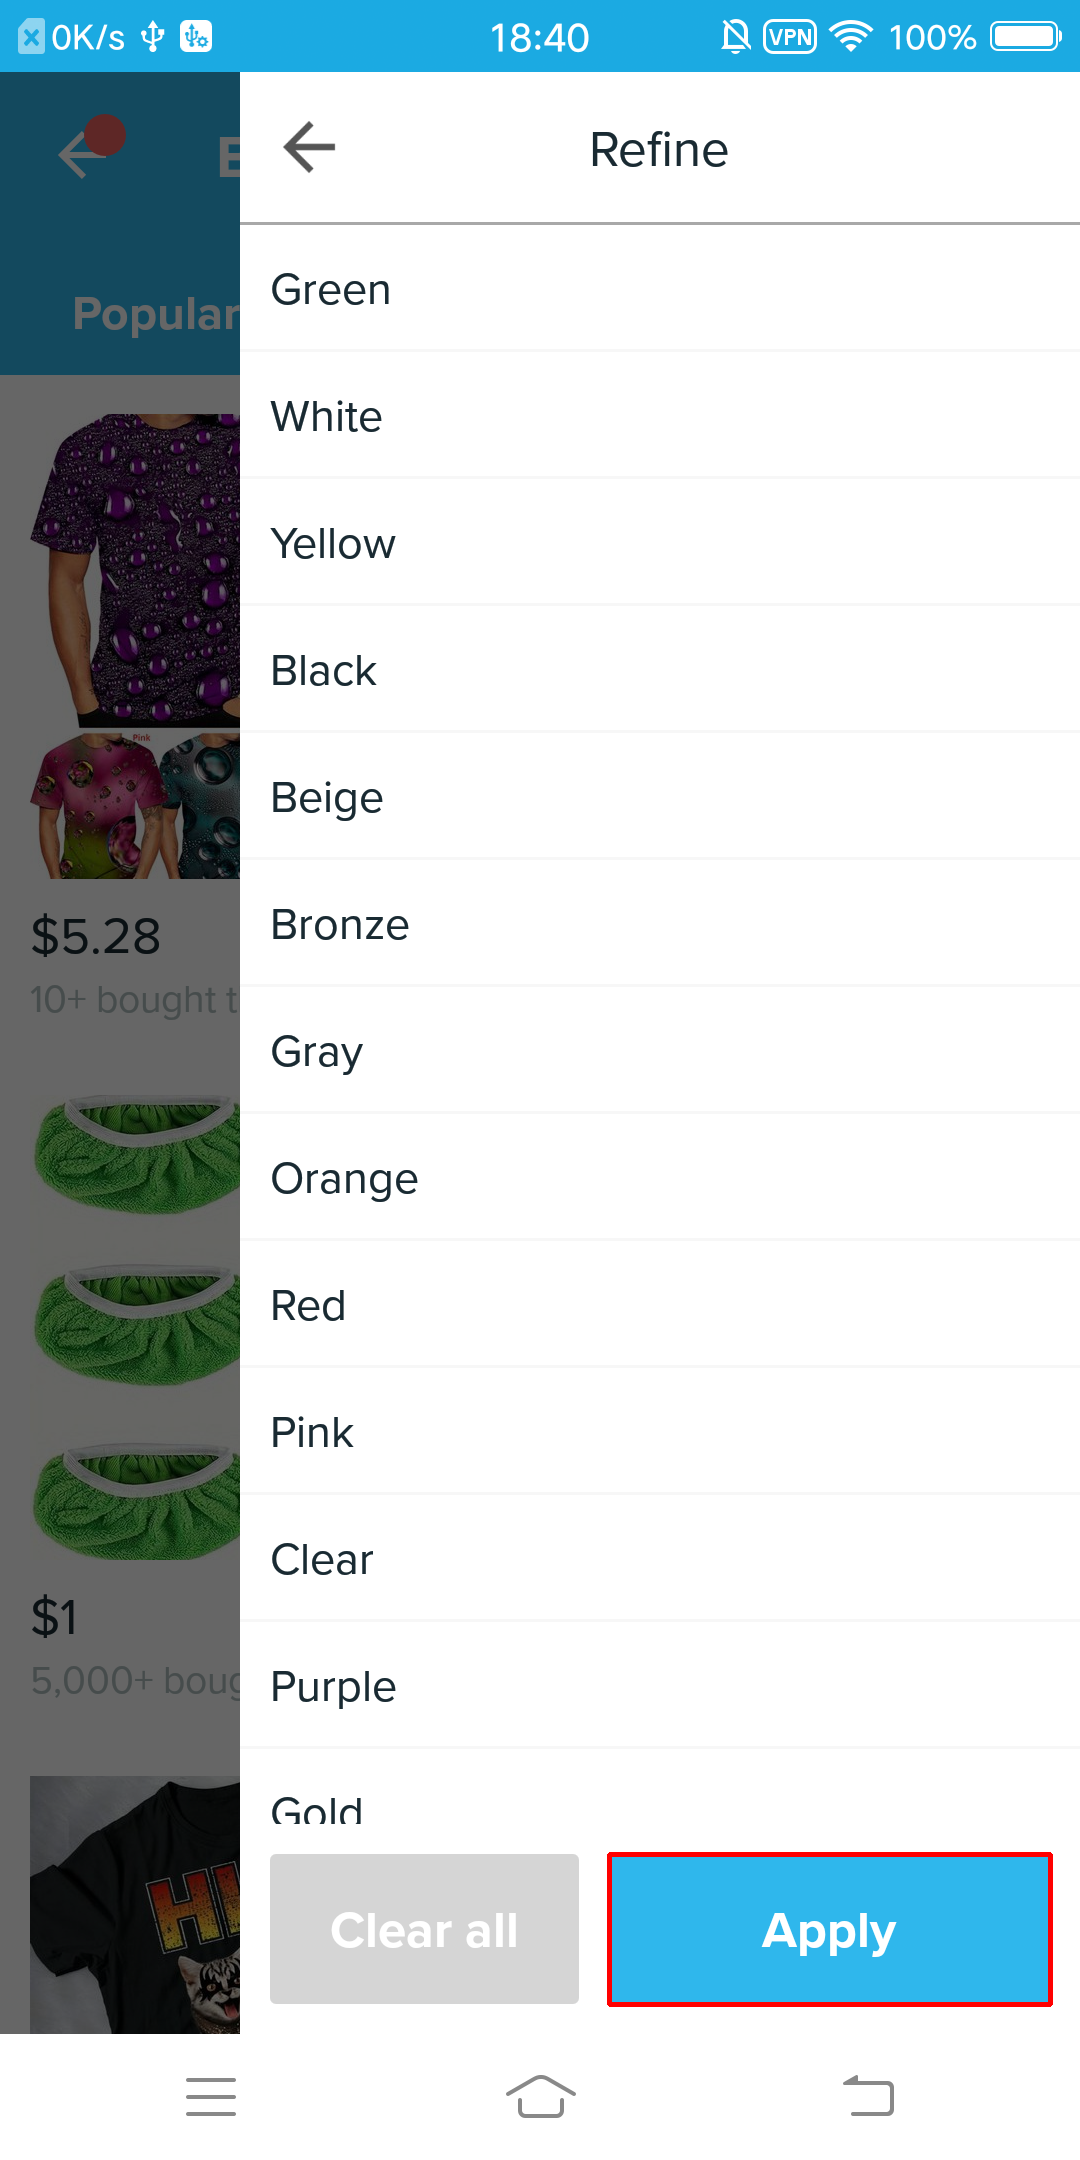 0K/s 18:40 VPN 100%
Refine
Popular
Green
White
Yellow
Black
Pink
Beige
$5.28
Bronze
10+ bought t
Gray
Orange
Red
Pink
Clear
$1
5,000+ boug
Purple
Gold
Clear all
Apply